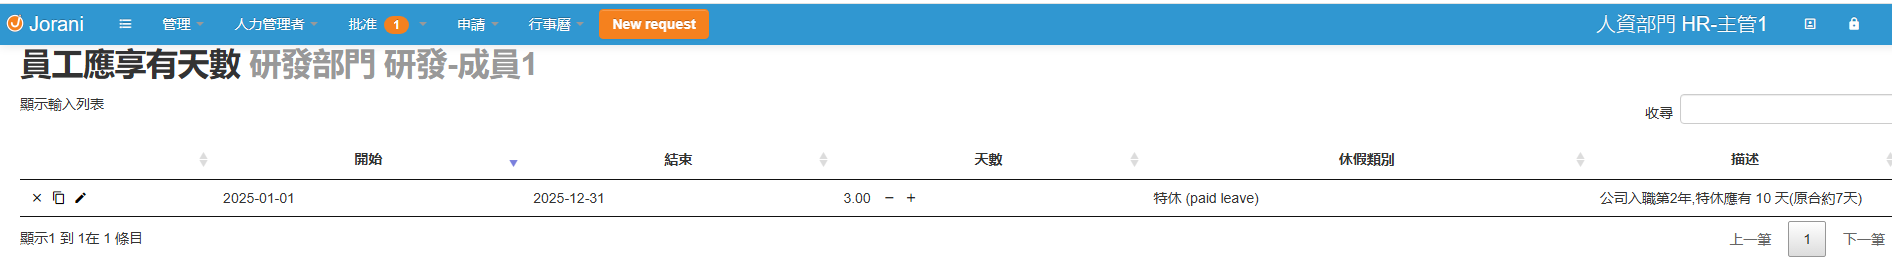 Jorani 管理 人力管理者 批准 1 申請 行事曆 New request 人資部門 HR-主管1
員工應享有天數 研發部門 研發-成員1
顯示輸入列表
收尋
開始 結束 天數 休假類別 描述
2025-01-01 2025-12-31 3.00 − + 特休 (paid leave) 公司入職第2年,特休應有 10 天(原合約7天)
顯示1 到 1在 1 條目
上一筆 1 下一筆